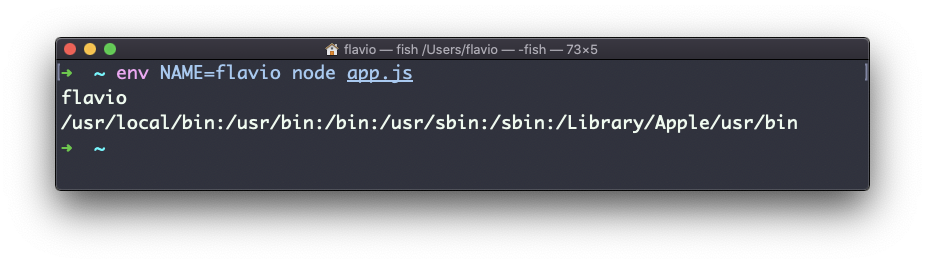 flavio — fish /Users/flavio — -fish — 73×5
➜ ~ env NAME=flavio node app.js
flavio
/usr/local/bin:/usr/bin:/bin:/usr/sbin:/sbin:/Library/Apple/usr/bin
➜ ~